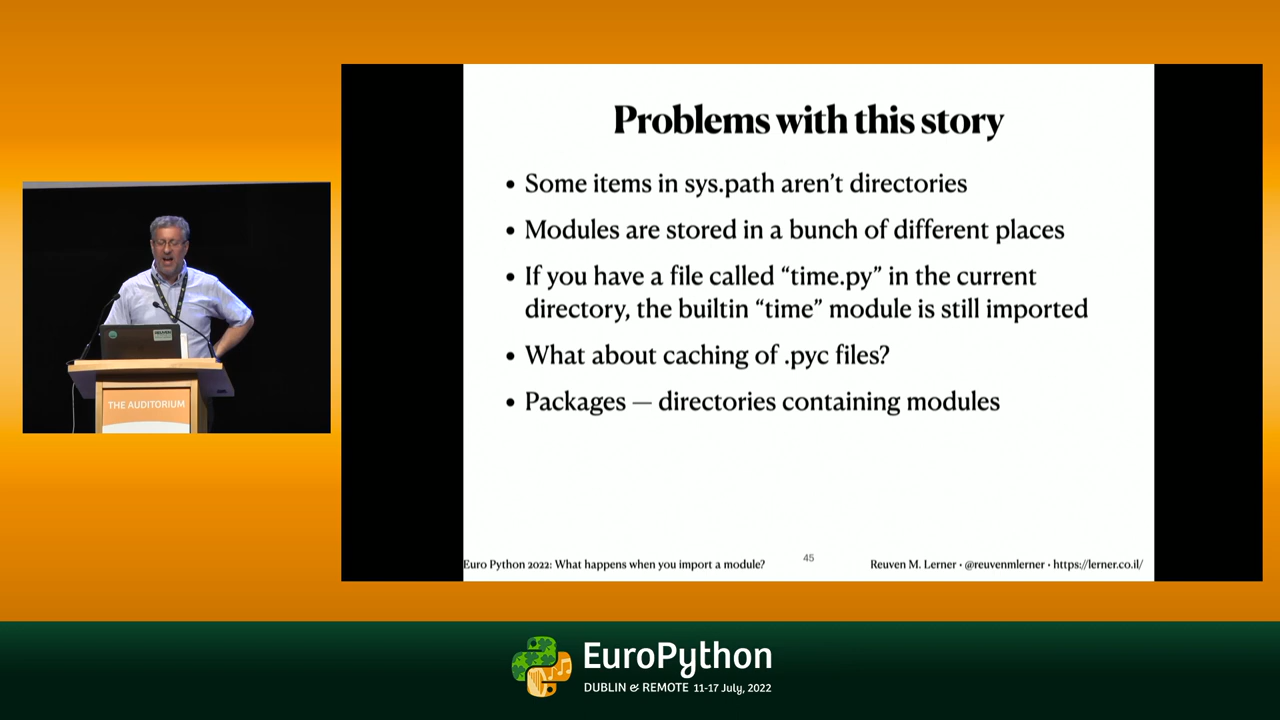 Problems with this story
• Some items in sys.path aren’t directories
• Modules are stored in a bunch of different places
• If you have a file called “time.py” in the current
directory, the builtin “time” module is still imported
• What about caching of .pyc files?
• Packages — directories containing modules
Euro Python 2022: What happens when you import a module?
45
Reuven M. Lerner • @reuvenmlerner • https://lerner.co.il/
THE AUDITORIUM
EuroPython
DUBLIN & REMOTE 11-17 July, 2022